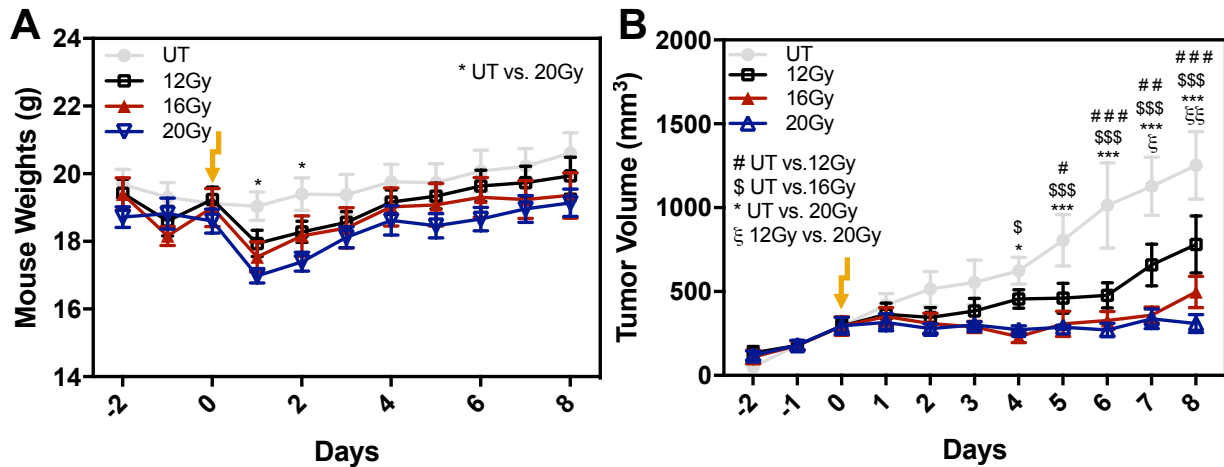 A
Mouse Weights (g)
24
22
20
18
16
14
UT
12Gy
16Gy
20Gy
* UT vs. 20Gy
*
*
-2
0
2
4
6
8
Days
B
Tumor Volume (mm³)
2000
1500
1000
500
0
UT
12Gy
16Gy
20Gy
# UT vs.12Gy
$ UT vs.16Gy
* UT vs. 20Gy
ξ 12Gy vs. 20Gy
$
*
#
$$$
***
###
$$$
***
##
$$$
***
ξ
###
$$$
***
ξξ
-2
-1
0
1
2
3
4
5
6
7
8
Days